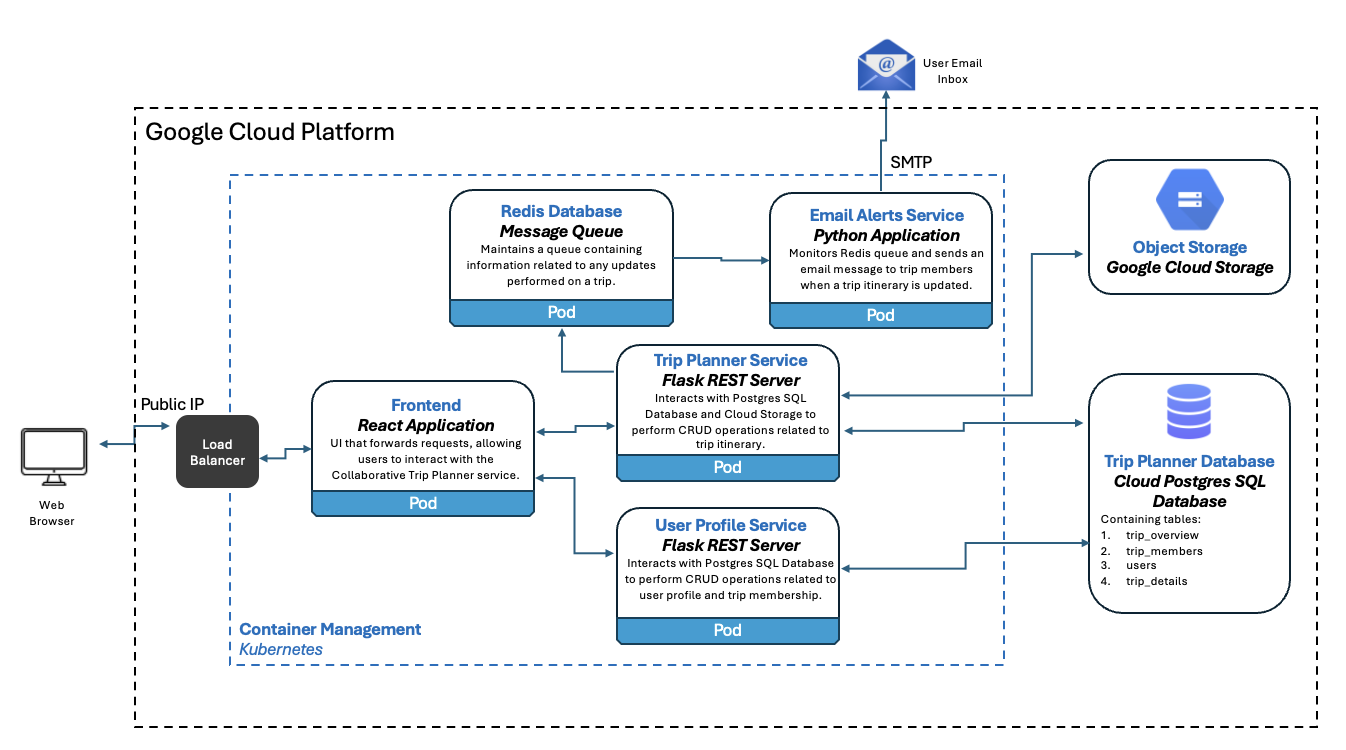 User Email
Inbox
Google Cloud Platform
SMTP
Redis Database
Message Queue
Maintains a queue containing
information related to any updates
performed on a trip.
Pod
Email Alerts Service
Python Application
Monitors Redis queue and sends an
email message to trip members
when a trip itinerary is updated.
Pod
Object Storage
Google Cloud Storage
Trip Planner Service
Flask REST Server
Interacts with Postgres SQL
Database and Cloud Storage to
perform CRUD operations related to
trip itinerary.
Pod
Public IP
Load
Balancer
Web
Browser
Frontend
React Application
UI that forwards requests, allowing
users to interact with the
Collaborative Trip Planner service.
Pod
Trip Planner Database
Cloud Postgres SQL
Database
Containing tables:
1. trip_overview
2. trip_members
3. users
4. trip_details
User Profile Service
Flask REST Server
Interacts with Postgres SQL Database
to perform CRUD operations related to
user profile and trip membership.
Pod
Container Management
Kubernetes